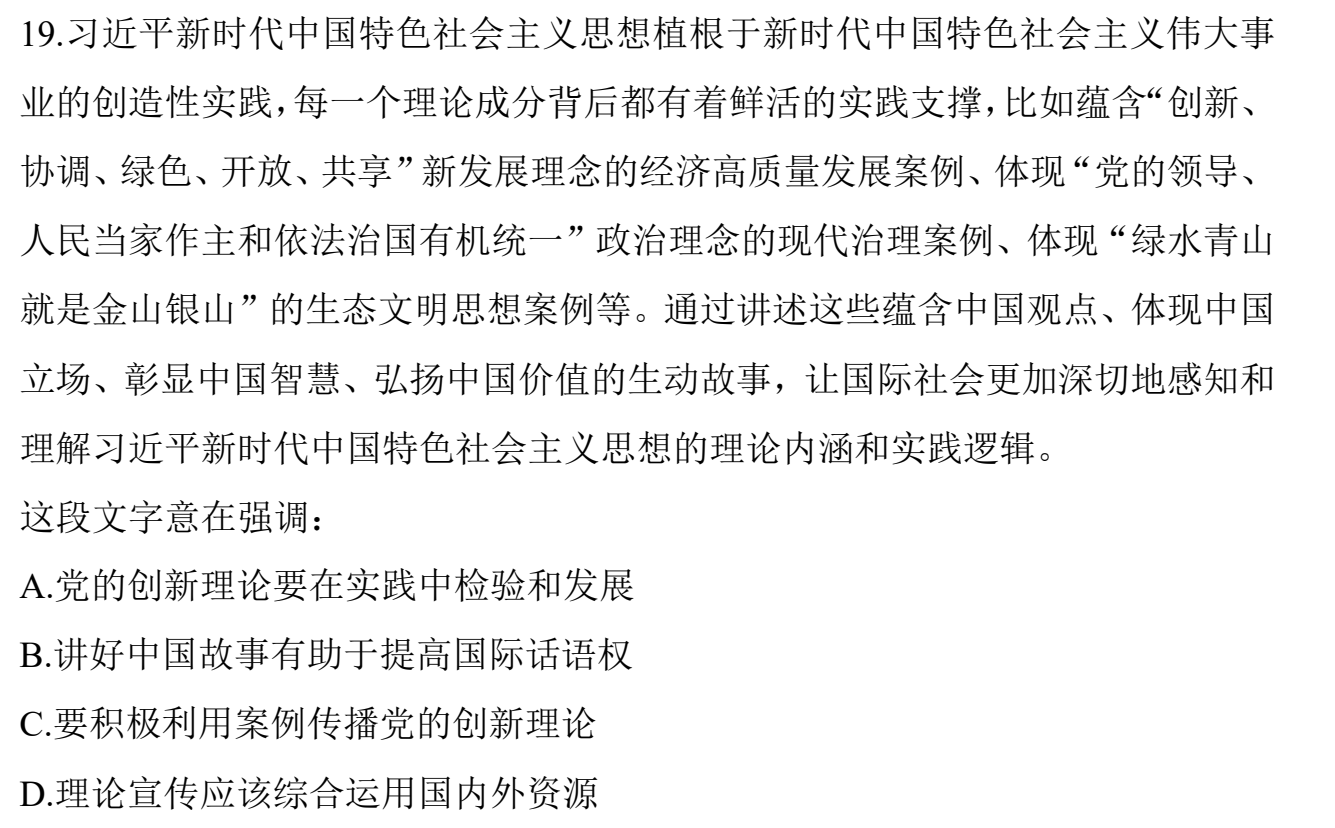 19.习近平新时代中国特色社会主义思想植根于新时代中国特色社会主义伟大事
业的创造性实践，每一个理论成分背后都有着鲜活的实践支撑，比如蕴含“创新、
协调、绿色、开放、共享”新发展理念的经济高质量发展案例、体现“党的领导、
人民当家作主和依法治国有机统一”政治理念的现代治理案例、体现“绿水青山
就是金山银山”的生态文明思想案例等。通过讲述这些蕴含中国观点、体现中国
立场、彰显中国智慧、弘扬中国价值的生动故事，让国际社会更加深切地感知和
理解习近平新时代中国特色社会主义思想的理论内涵和实践逻辑。
这段文字意在强调：
A.党的创新理论要在实践中检验和发展
B.讲好中国故事有助于提高国际话语权
C.要积极利用案例传播党的创新理论
D.理论宣传应该综合运用国内外资源